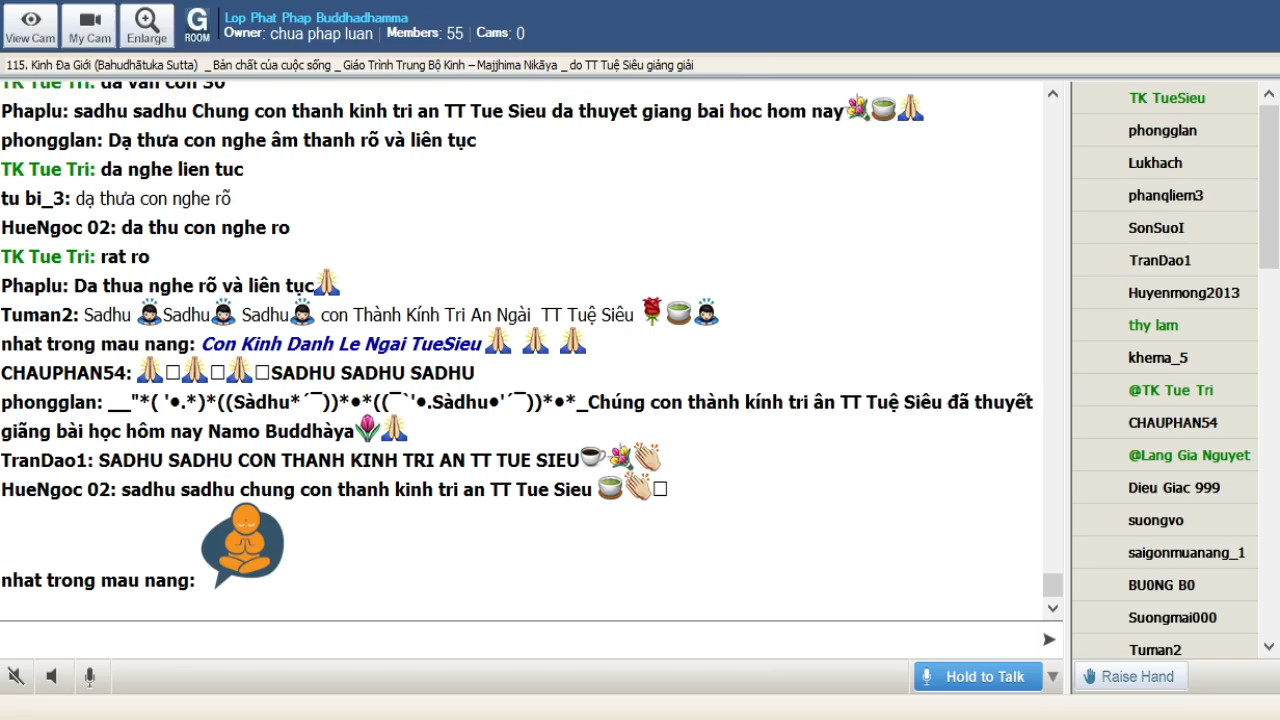 View Cam
My Cam
Enlarge
G
ROOM
Lop Phat Phap Buddhadhamma
Owner: chua phap luan | Members: 55 | Cams: 0
115. Kinh Đa Giới (Bahudhātuka Sutta) _ Bản chất của cuộc sống _ Giáo Trình Trung Bộ Kinh – Majjhima Nikāya _ do TT Tuệ Siêu giảng giải
TK Tue Tri: da van con 30
Phaplu: sadhu sadhu Chung con thanh kinh tri an TT Tue Sieu da thuyet giang bai hoc hom nay
phongglan: Dạ thưa con nghe âm thanh rõ và liên tục
TK Tue Tri: da nghe lien tuc
tu bi_3: dạ thưa con nghe rõ
HueNgoc 02: da thu con nghe ro
TK Tue Tri: rat ro
Phaplu: Da thua nghe rõ và liên tục
Tuman2: Sadhu Sadhu Sadhu con Thành Kính Tri An Ngài TT Tuệ Siêu
nhat trong mau nang: Con Kinh Danh Le Ngai TueSieu
CHAUPHAN54: SADHU SADHU SADHU
phongglan: __"*( '•.*)*((Sàdhu*´¯))*•*((¯`'•.Sàdhu•'´¯))*•*_Chúng con thành kính tri ân TT Tuệ Siêu đã thuyết
giãng bài học hôm nay Namo Buddhàya
TranDao1: SADHU SADHU CON THANH KINH TRI AN TT TUE SIEU
HueNgoc 02: sadhu sadhu chung con thanh kinh tri an TT Tue Sieu
nhat trong mau nang:
Hold to Talk
TK TueSieu
phongglan
Lukhach
phanqliem3
SonSuoI
TranDao1
Huyenmong2013
thy lam
khema_5
@TK Tue Tri
CHAUPHAN54
@Lang Gia Nguyet
Dieu Giac 999
suongvo
saigonmuanang_1
BU0NG B0
Suongmai000
Tuman2
Raise Hand